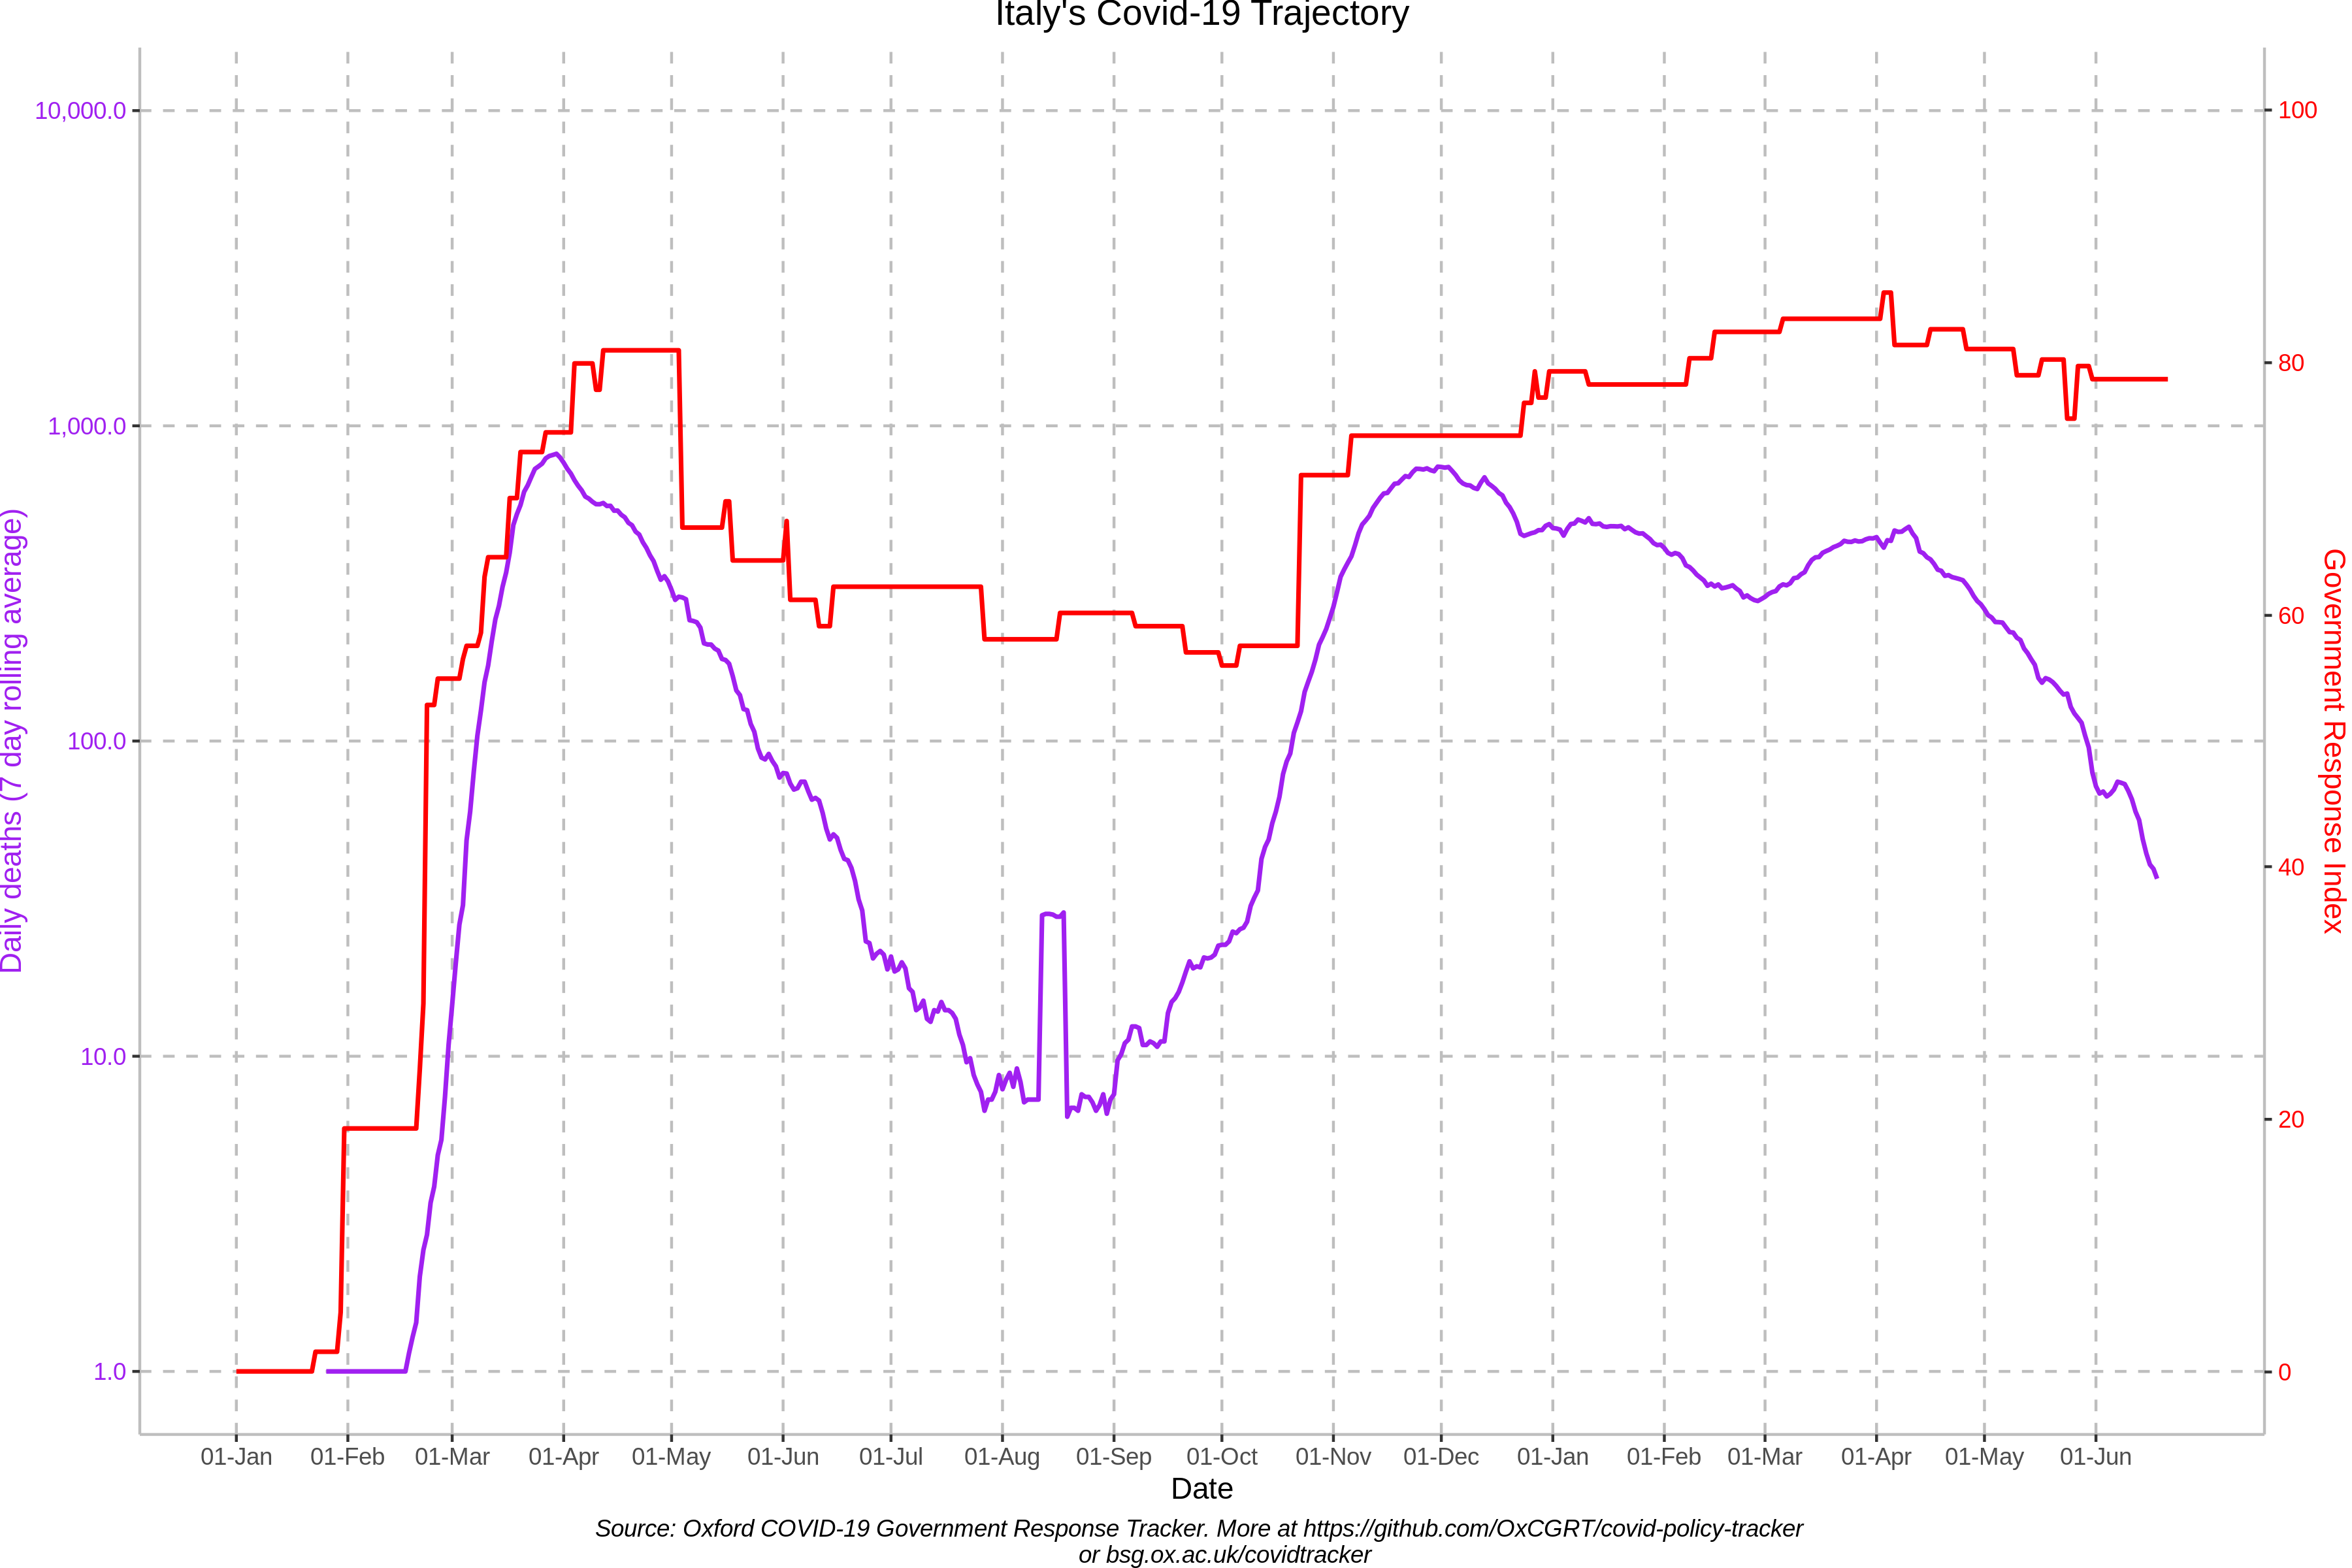 Italy's Covid-19 Trajectory
10,000.0
1,000.0
100.0
10.0
1.0
Daily deaths (7 day rolling average)
100
80
60
40
20
0
Government Response Index
01-Jan 01-Feb 01-Mar 01-Apr 01-May 01-Jun 01-Jul 01-Aug 01-Sep 01-Oct 01-Nov 01-Dec 01-Jan 01-Feb 01-Mar 01-Apr 01-May 01-Jun
Date
Source: Oxford COVID-19 Government Response Tracker. More at https://github.com/OxCGRT/covid-policy-tracker
or bsg.ox.ac.uk/covidtracker